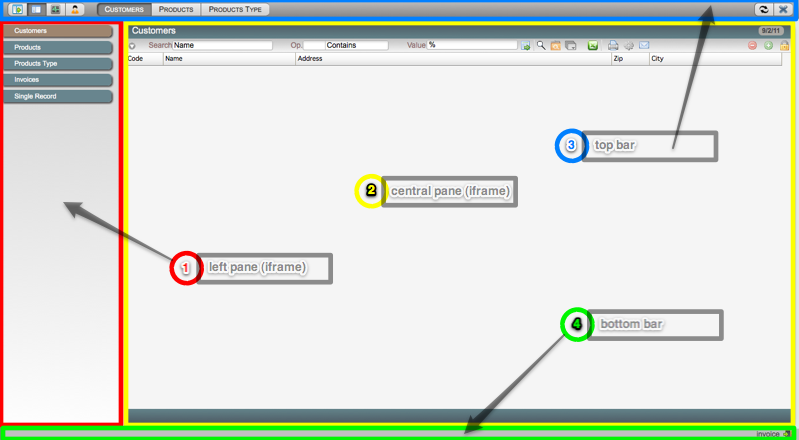 Customers Products Products Type
Customers
Products
Products Type
Invoices
Single Record
Customers 9/2/11
Search Name Op. Contains Value %
Code Name Address Zip City
3 top bar
2 central pane (iframe)
1 left pane (iframe)
4 bottom bar
invoice